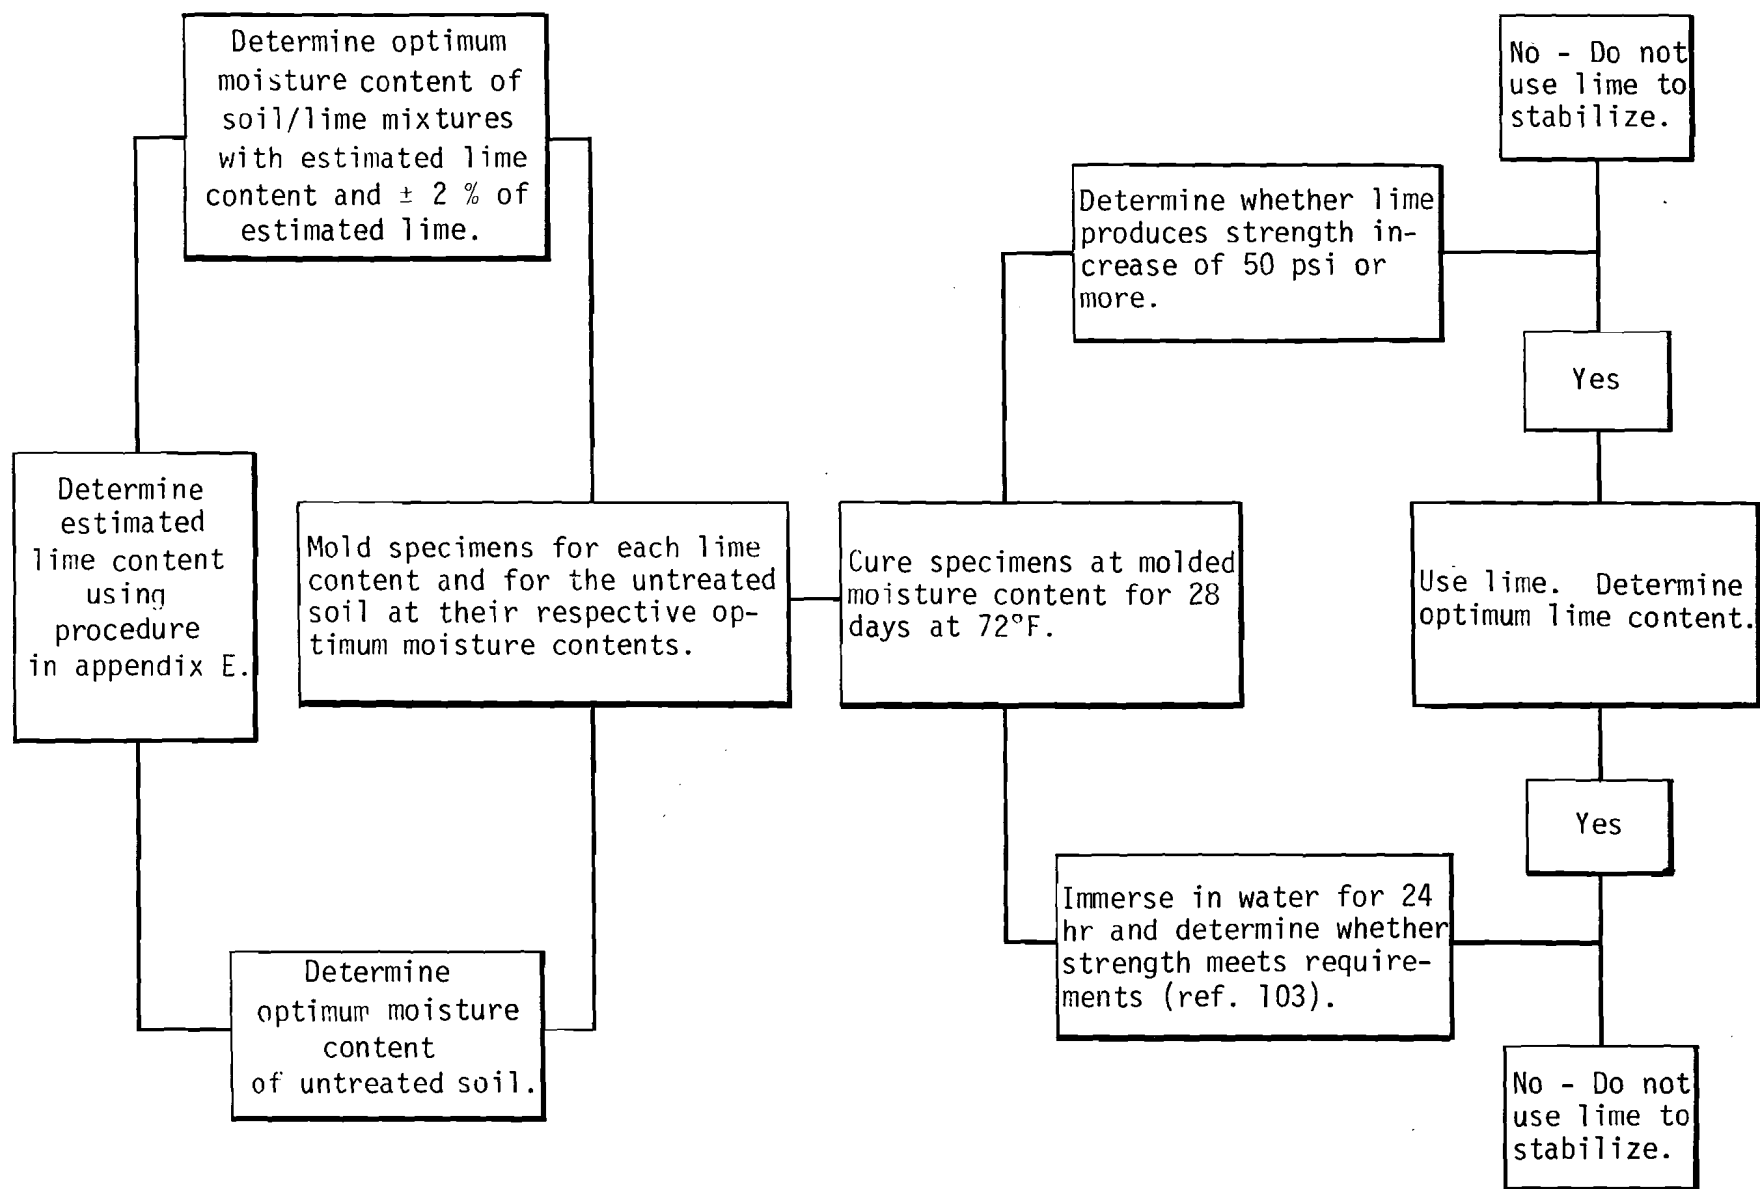 Determine estimated
lime content
using
procedure
in appendix E.
Determine optimum
moisture content of
soil/lime mixtures
with estimated lime
content and ± 2 % of
estimated lime.
Determine
optimum moisture
content
of untreated soil.
Mold specimens for each lime
content and for the untreated
soil at their respective op-
timum moisture contents.
Cure specimens at molded
moisture content for 28
days at 72°F.
Determine whether lime
produces strength in-
crease of 50 psi or
more.
No - Do not
use lime to
stabilize.
Yes
Use lime. Determine
optimum lime content.
Yes
Immerse in water for 24
hr and determine whether
strength meets require-
ments (ref. 103).
No - Do not
use lime to
stabilize.